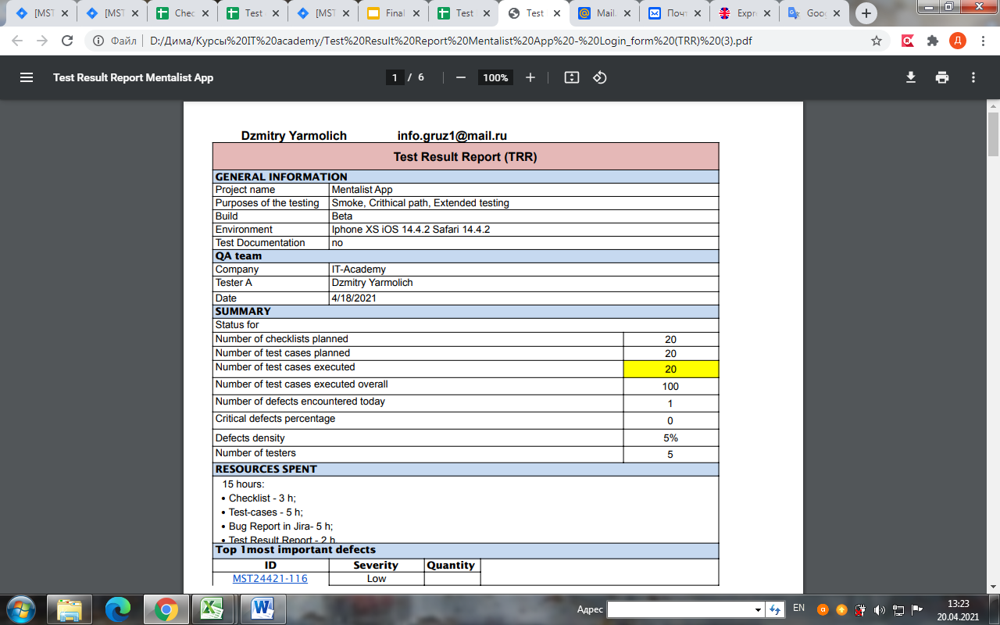 [MST
[MST
Chec
Test
[MST
Final
Test
Test
Mail.
Почт
Expr
Goog
Файл D:/Дима/Курсы%20IT%20academy/Test%20Result%20Report%20Mentalist%20App%20-%20Login_form%20(TRR)%20(3).pdf
Д
Test Result Report Mentalist App 1 / 6 100%
Dzmitry Yarmolich info.gruz1@mail.ru
Test Result Report (TRR)
GENERAL INFORMATION
Project name Mentalist App
Purposes of the testing Smoke, Crithical path, Extended testing
Build Beta
Environment Iphone XS iOS 14.4.2 Safari 14.4.2
Test Documentation no
QA team
Company IT-Academy
Tester A Dzmitry Yarmolich
Date 4/18/2021
SUMMARY
Status for
Number of checklists planned 20
Number of test cases planned 20
Number of test cases executed 20
Number of test cases executed overall 100
Number of defects encountered today 1
Critical defects percentage 0
Defects density 5%
Number of testers 5
RESOURCES SPENT
15 hours:
• Checklist - 3 h;
• Test-cases - 5 h;
• Bug Report in Jira- 5 h;
• Test Result Report - 2 h.
Top 1most important defects
ID Severity Quantity
MST24421-116 Low
Адрес EN 13:23
20.04.2021